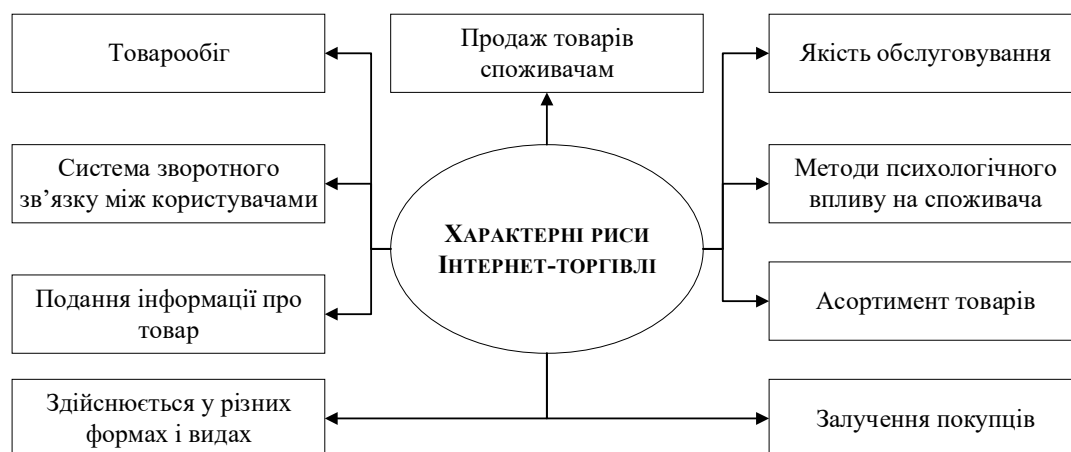 Товарообіг
Продаж товарів
споживачам
Якість обслуговування
Система зворотного
зв’язку між користувачами
Методи психологічного
впливу на споживача
ХАРАКТЕРНІ РИСИ
ІНТЕРНЕТ-ТОРГІВЛІ
Подання інформації про
товар
Асортимент товарів
Здійснюється у різних
формах і видах
Залучення покупців